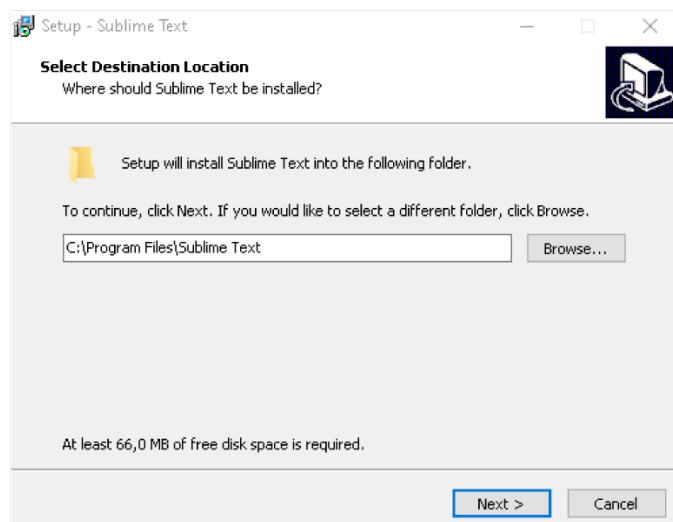 Setup - Sublime Text
Select Destination Location
Where should Sublime Text be installed?
Setup will install Sublime Text into the following folder.
To continue, click Next. If you would like to select a different folder, click Browse.
C:\Program Files\Sublime Text
Browse...
At least 66,0 MB of free disk space is required.
Next >
Cancel